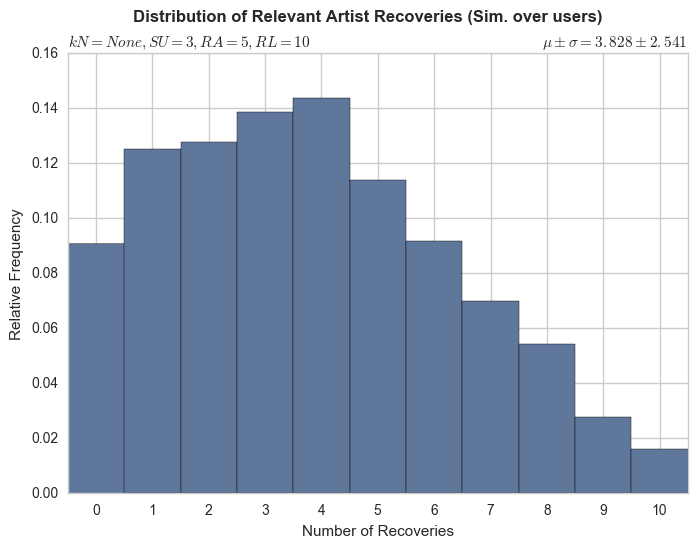 Distribution of Relevant Artist Recoveries (Sim. over users)
kN = None, SU = 3, RA = 5, RL = 10
μ ± σ = 3.828 ± 2.541
0.16
0.14
0.12
0.10
0.08
0.06
0.04
0.02
0.00
Relative Frequency
0 1 2 3 4 5 6 7 8 9 10
Number of Recoveries